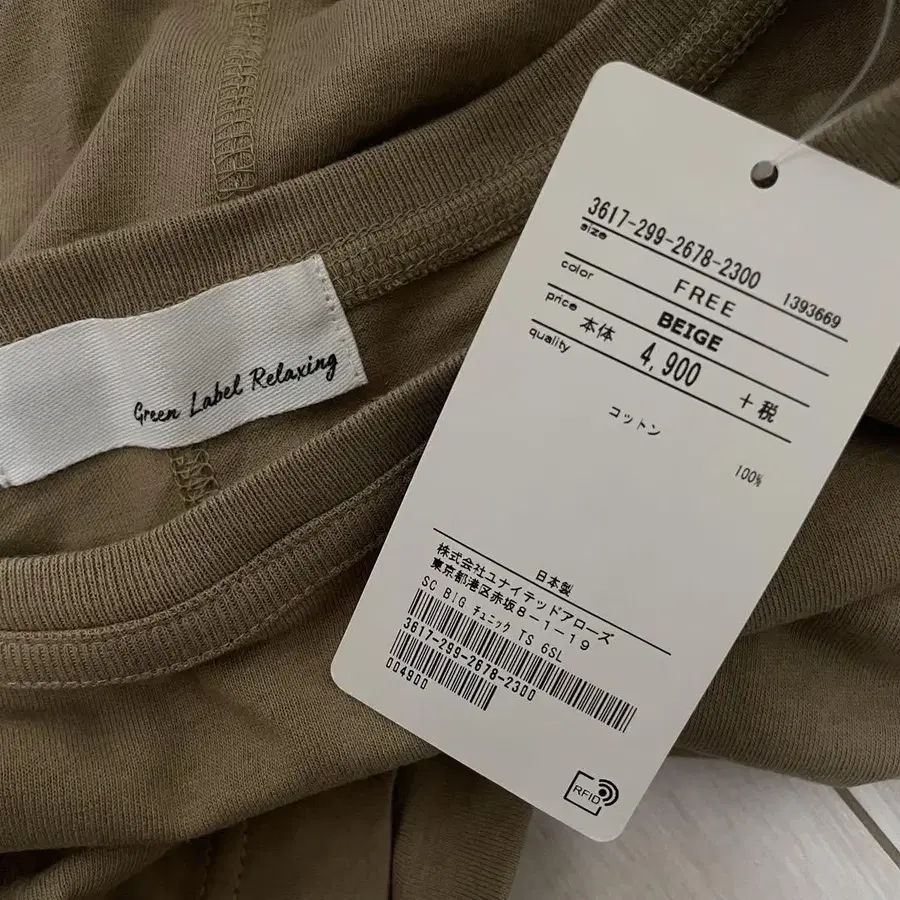 Green Label Relaxing
3617-299-2678-2300 1393669
size FREE
color BEIGE
price 本体 4,900 +税
quality
コットン 100%
日本製
株式会社ユナイテッドアローズ
東京都港区赤坂8-1-19
SC BIG チュニック TS 6SL
3617-299-2678-2300
004900
RFID